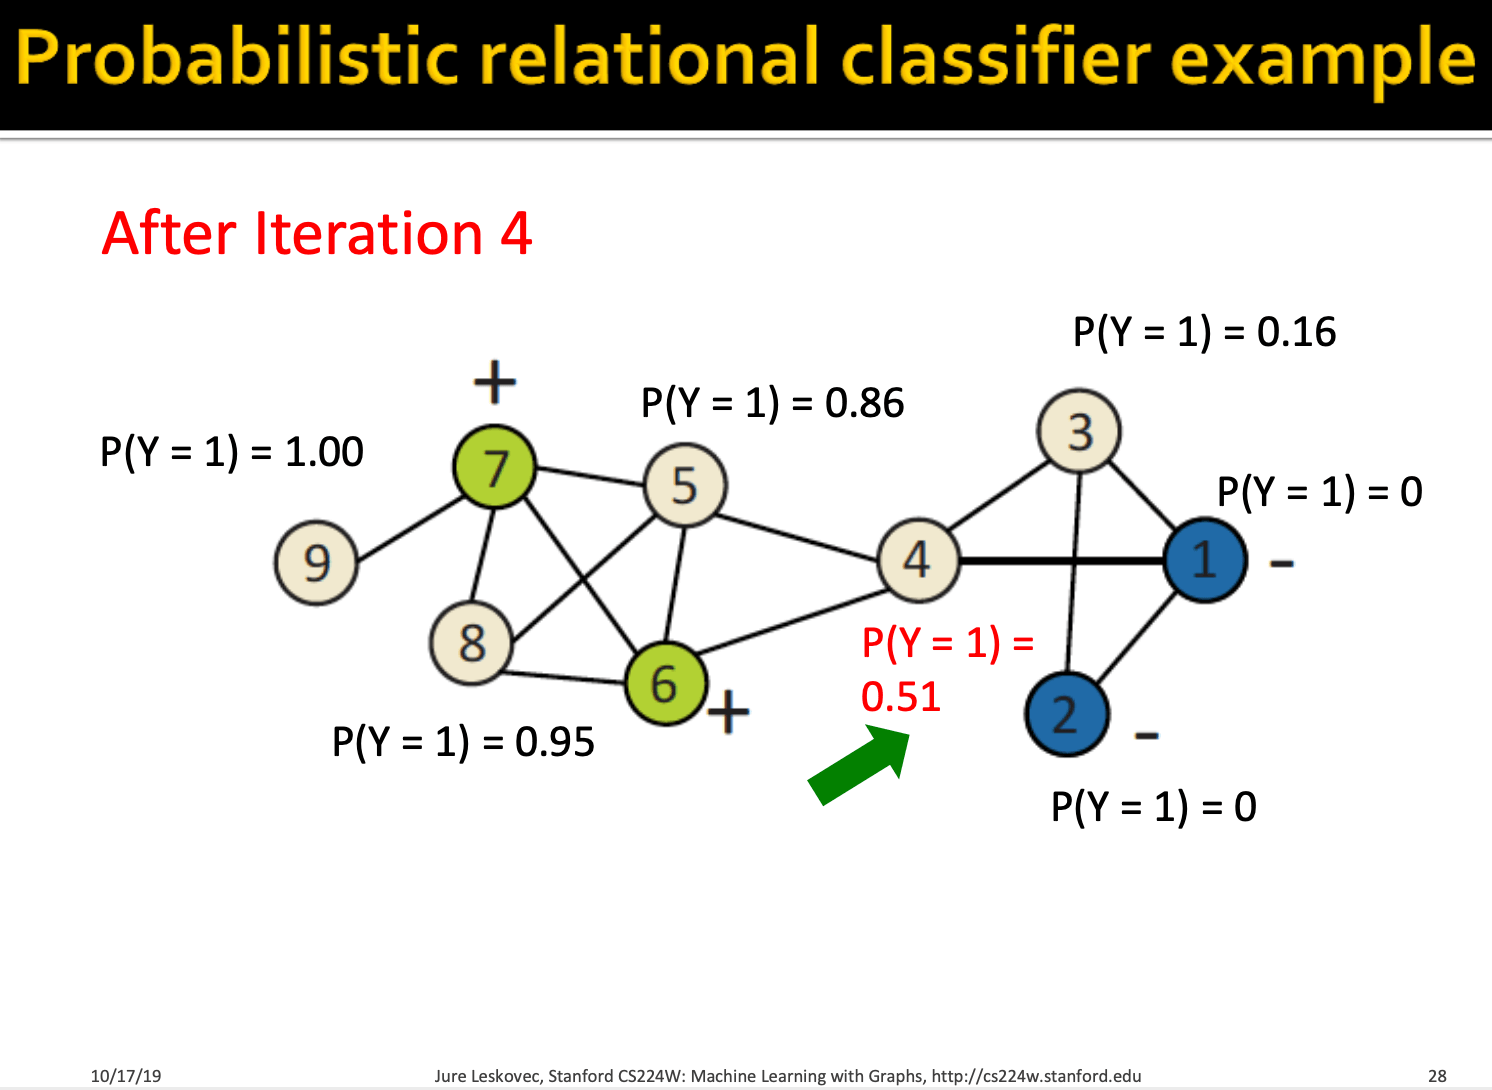 Probabilistic relational classifier example
After Iteration 4
P(Y = 1) = 0.16
+
P(Y = 1) = 0.86
P(Y = 1) = 1.00
3
7
5
P(Y = 1) = 0
9
4
1
-
8
P(Y = 1) =
0.51
6
+
2
-
P(Y = 1) = 0.95
P(Y = 1) = 0
10/17/19
Jure Leskovec, Stanford CS224W: Machine Learning with Graphs, http://cs224w.stanford.edu
28